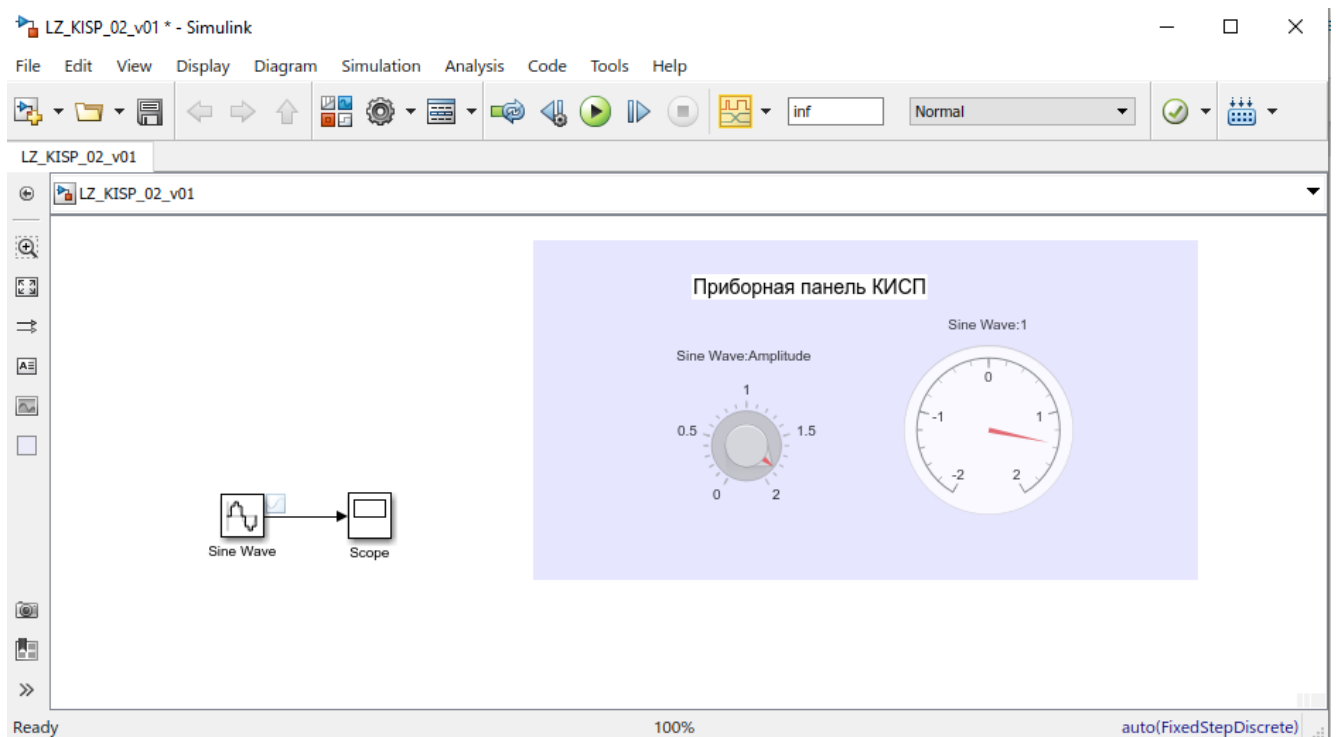 LZ_KISP_02_v01 * - Simulink
File Edit View Display Diagram Simulation Analysis Code Tools Help
inf Normal
LZ_KISP_02_v01
LZ_KISP_02_v01
Приборная панель КИСП
Sine Wave:1
Sine Wave:Amplitude
0
1
-1 1
0.5 1.5
-2 2
0 2
Sine Wave Scope
Ready 100% auto(FixedStepDiscrete)